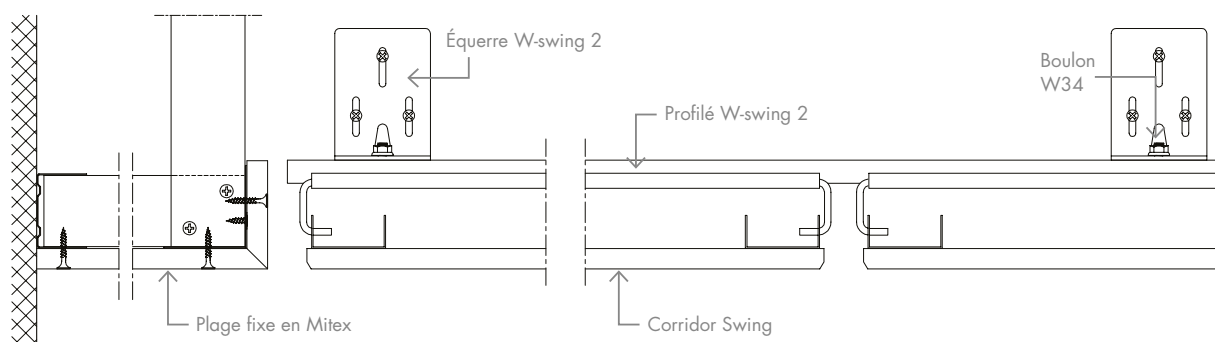 Équerre W-swing 2
Boulon
W34
Profilé W-swing 2
Plage fixe en Mitex
Corridor Swing